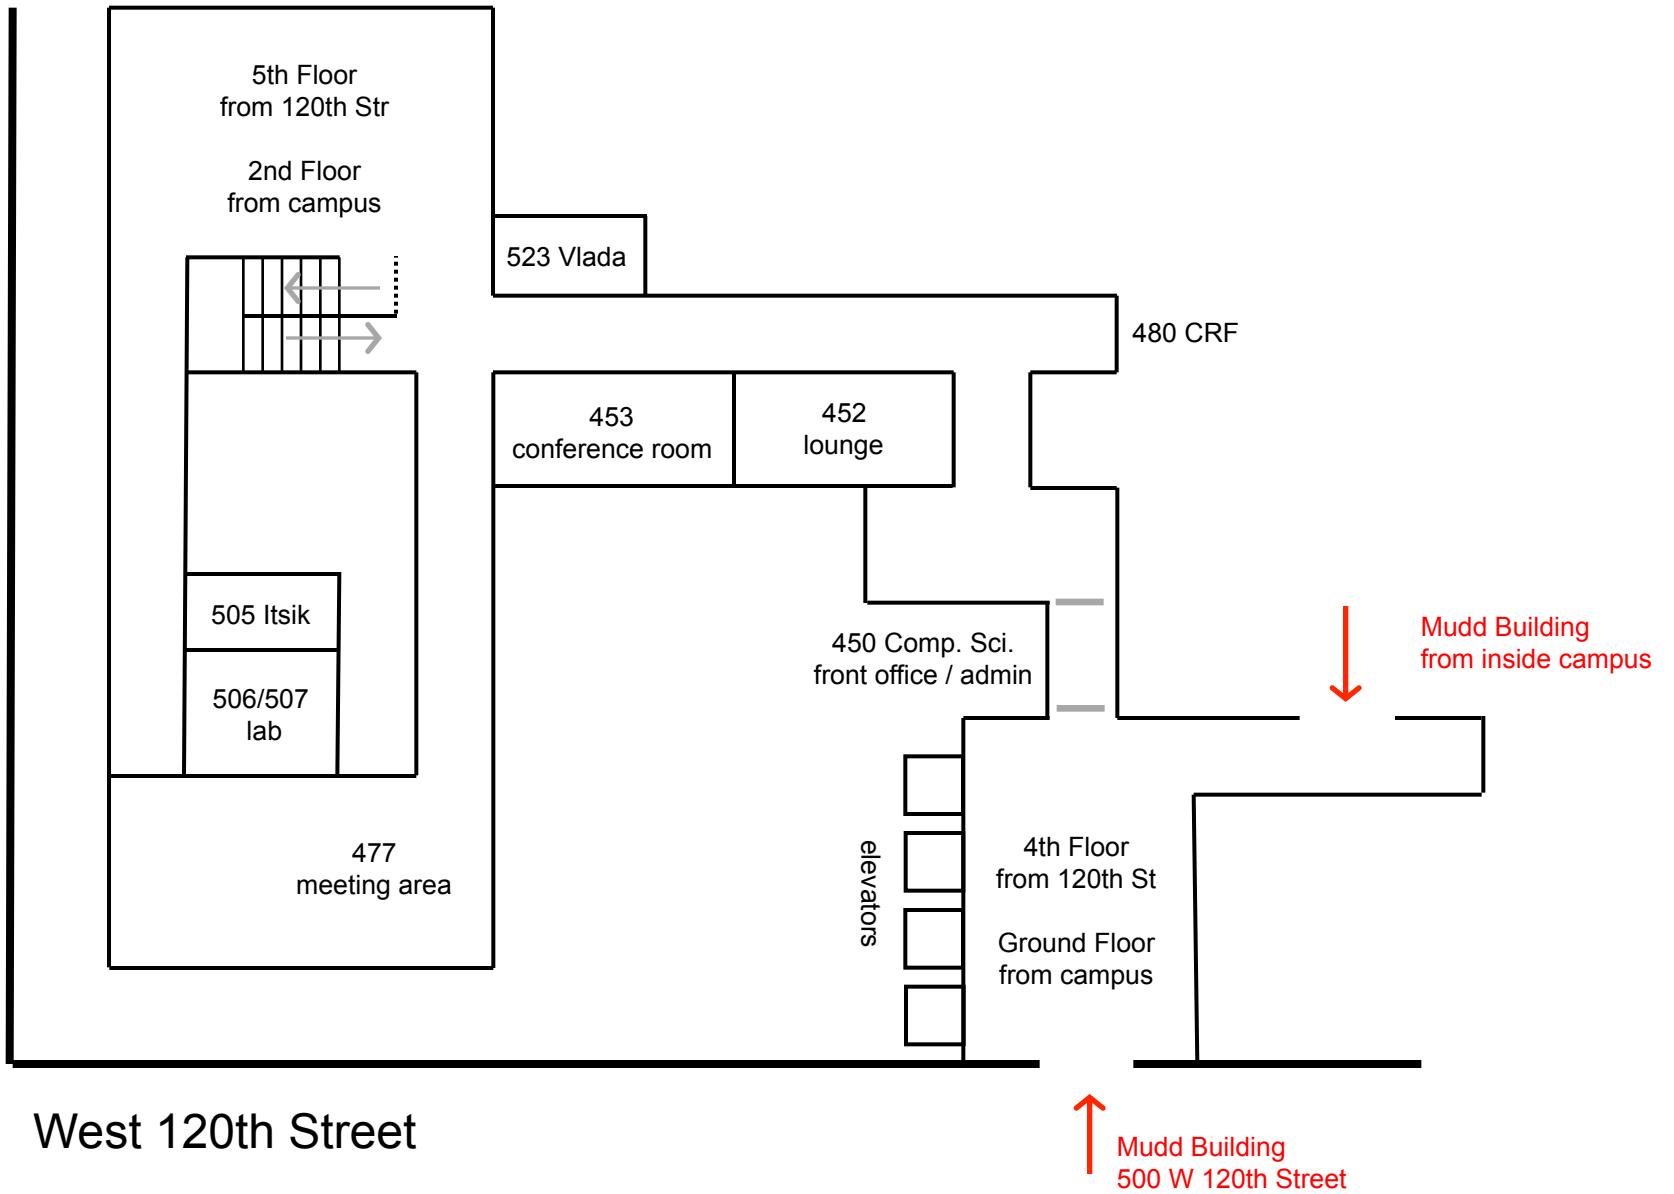 5th Floor
from 120th Str
2nd Floor
from campus
523 Vlada
480 CRF
453
conference room
452
lounge
505 Itsik
506/507
lab
450 Comp. Sci.
front office / admin
Mudd Building
from inside campus
477
meeting area
elevators
4th Floor
from 120th St
Ground Floor
from campus
West 120th Street
Mudd Building
500 W 120th Street